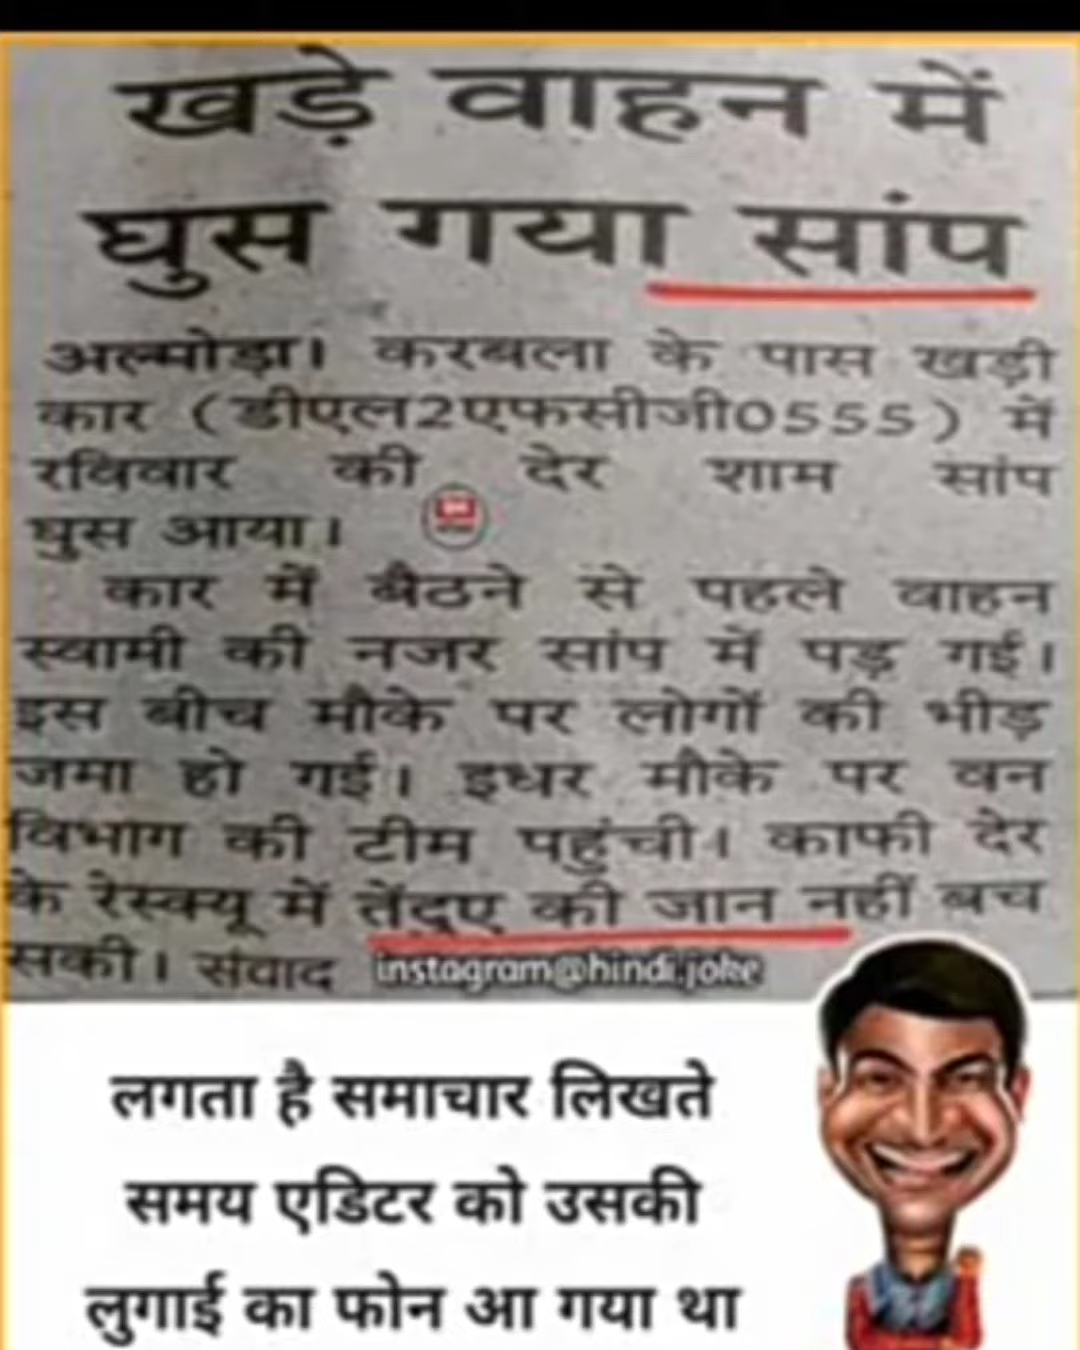 खड़े वाहन में
घुस गया सांप
अल्मोड़ा। करबला के पास खड़ी
कार (डीएल2एफसीजी0555) में
रविवार की देर शाम सांप
घुस आया।
कार में बैठने से पहले वाहन
स्वामी की नजर सांप में पड़ गई।
इस बीच मौके पर लोगों की भीड़
जमा हो गई। इधर मौके पर वन
विभाग की टीम पहुंची। काफी देर
के रेस्क्यू में तेंदुए की जान नहीं बच
सकी। संवाद
instagram@hindi.joke
लगता है समाचार लिखते
समय एडिटर को उसकी
लुगाई का फोन आ गया था